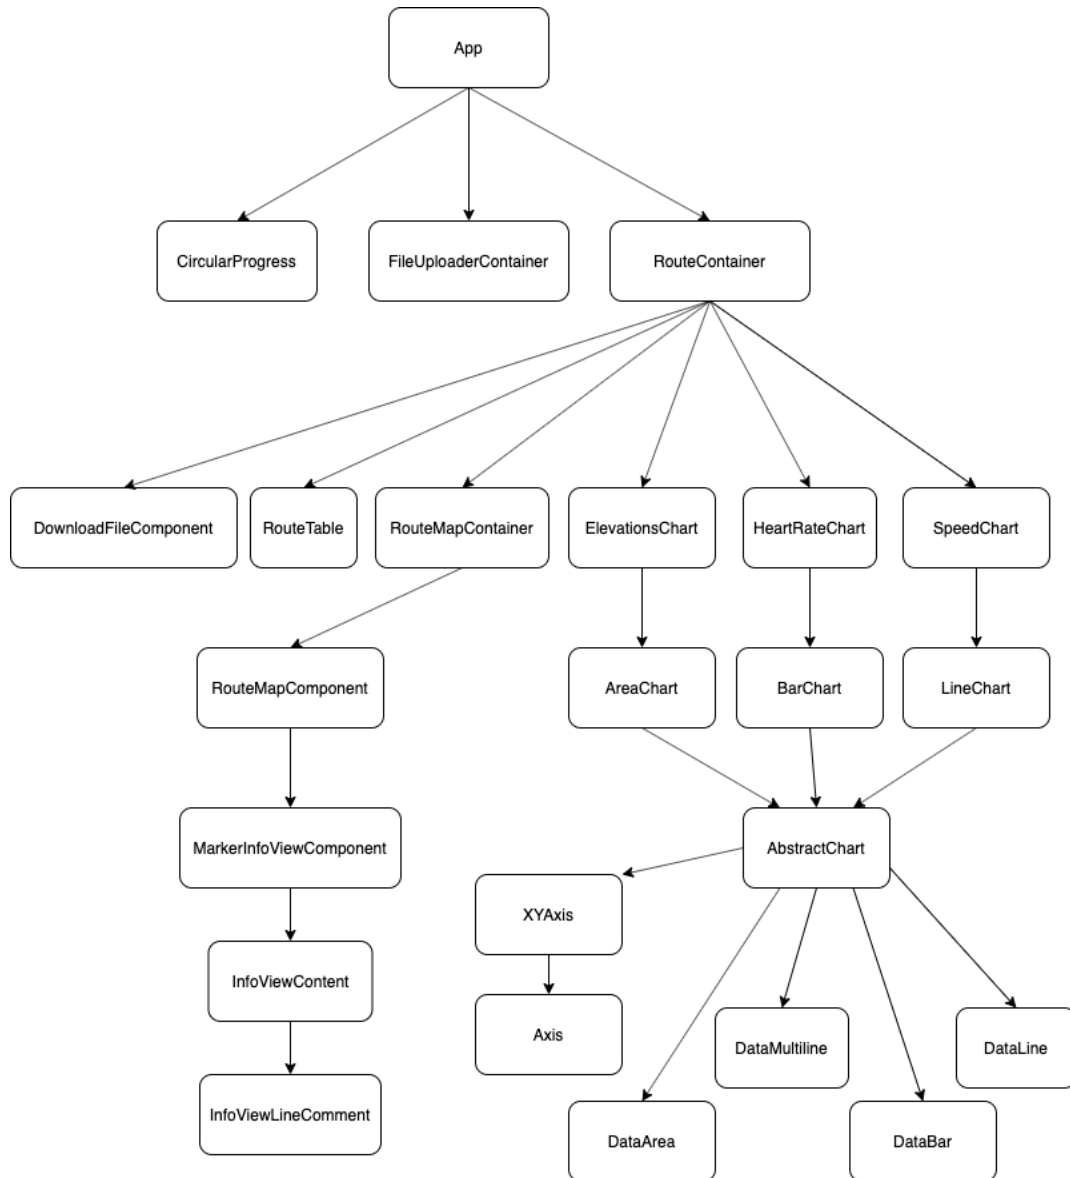 App
CircularProgress
FileUploaderContainer
RouteContainer
DownloadFileComponent
RouteTable
RouteMapContainer
ElevationsChart
HeartRateChart
SpeedChart
RouteMapComponent
AreaChart
BarChart
LineChart
MarkerInfoViewComponent
AbstractChart
XYAxis
InfoViewContent
Axis
DataMultiline
DataLine
InfoViewLineComment
DataArea
DataBar